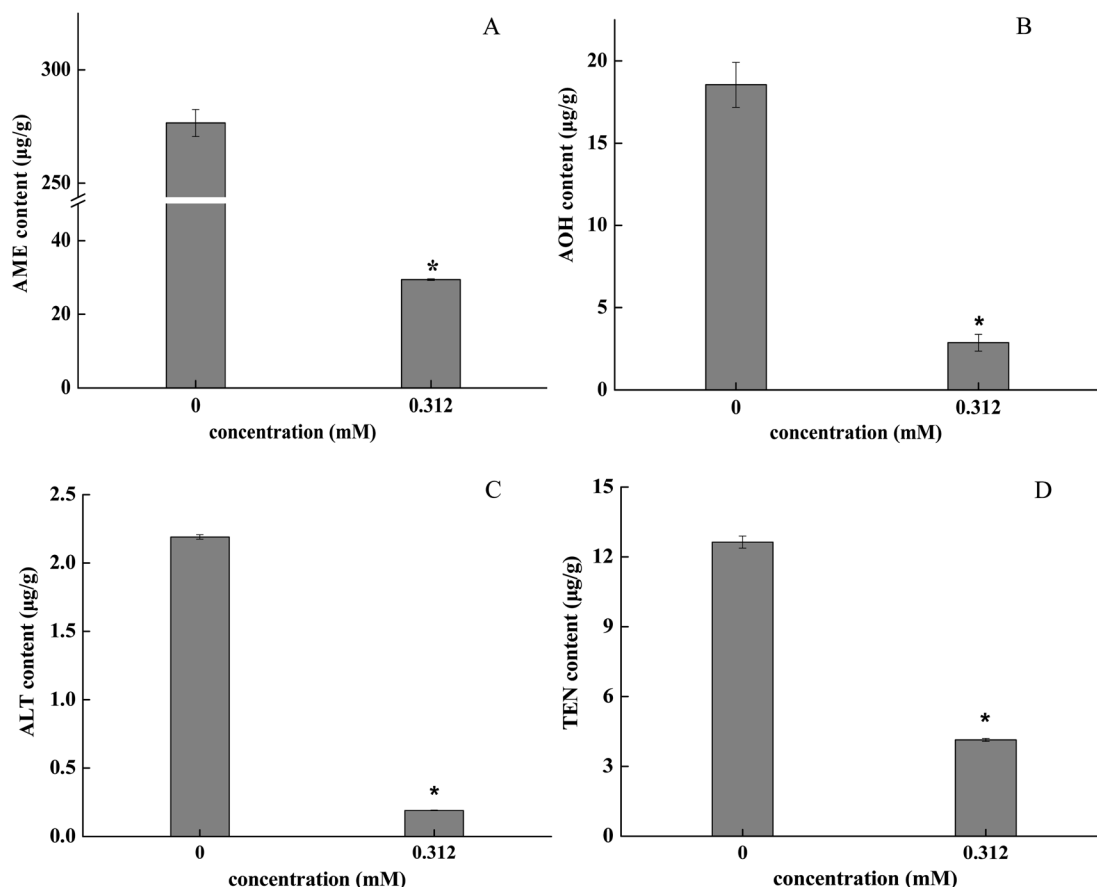 A
AME content (μg/g)
300
250
40
20
0
*
0
0.312
concentration (mM)
B
AOH content (μg/g)
20
15
10
5
0
*
0
0.312
concentration (mM)
C
ALT content (μg/g)
2.5
2.0
1.5
1.0
0.5
0.0
*
0
0.312
concentration (mM)
D
TEN content (μg/g)
15
12
9
6
3
0
*
0
0.312
concentration (mM)